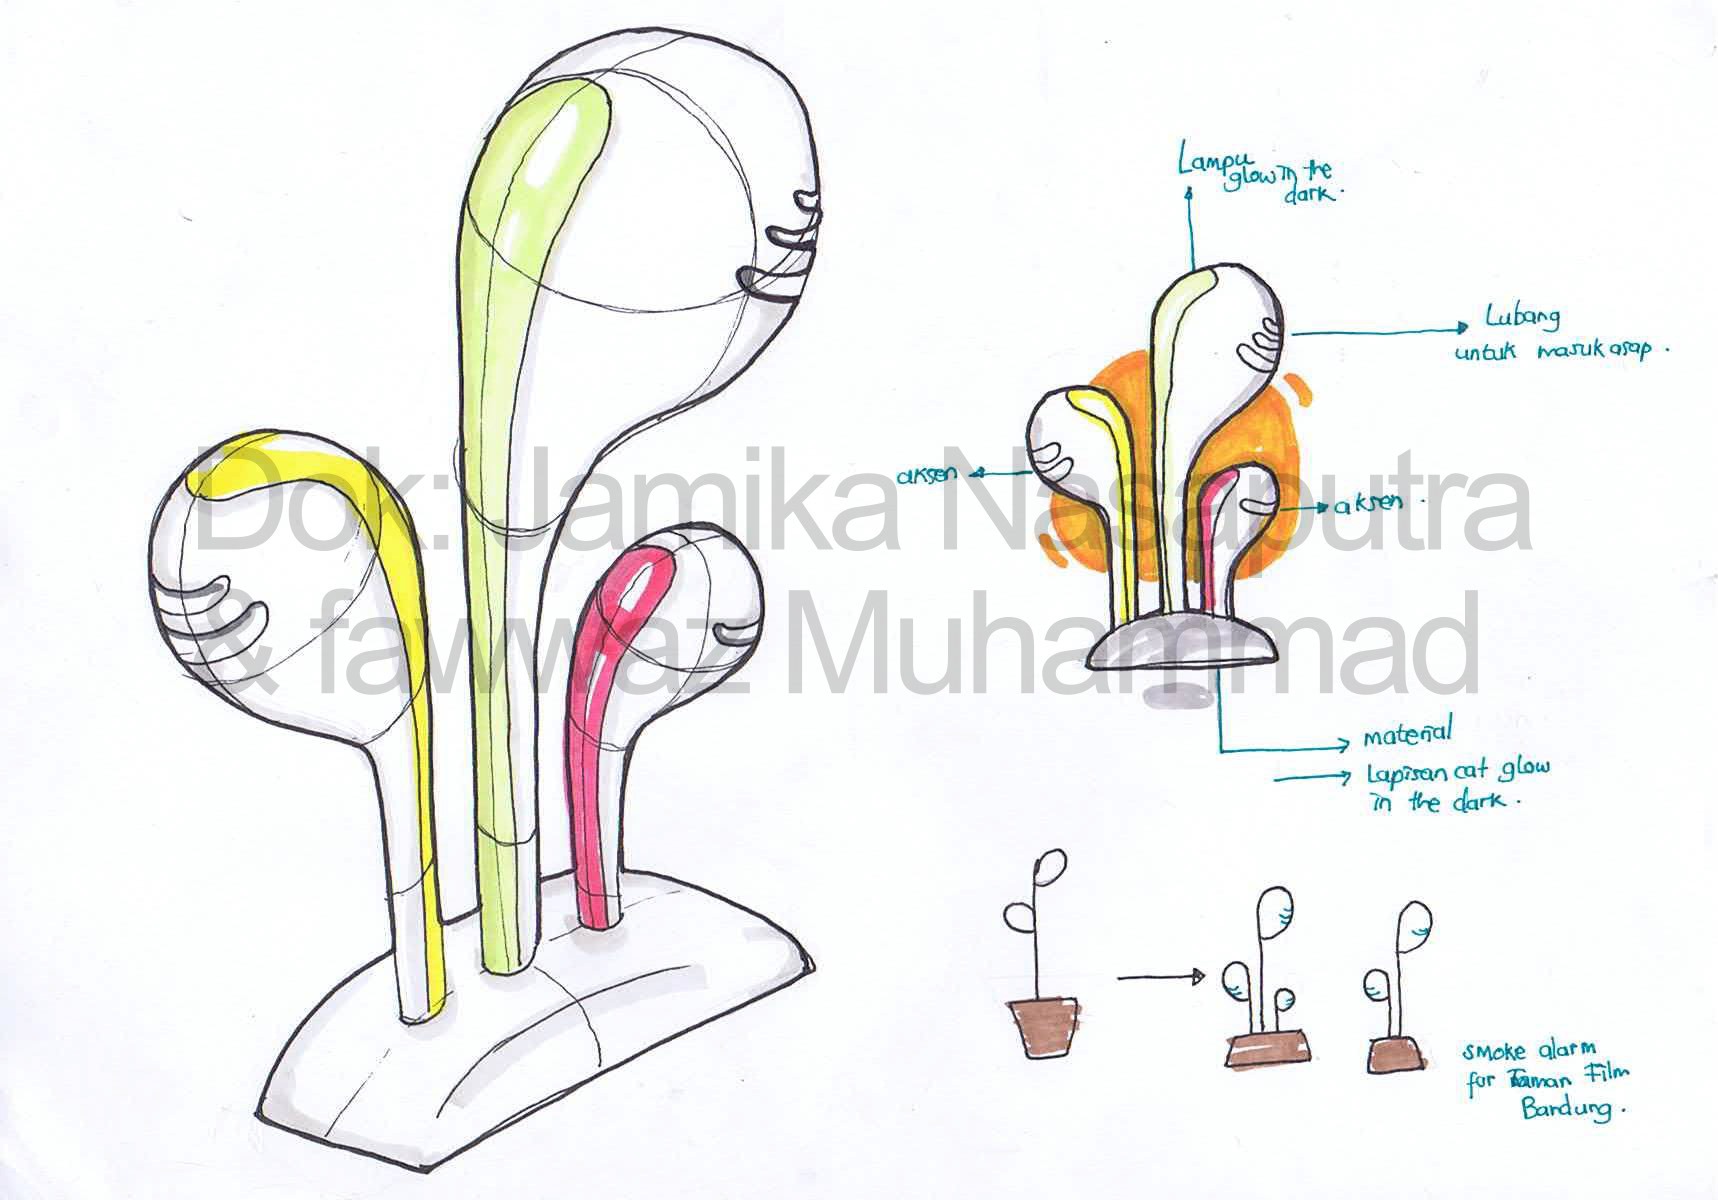 Lampu
glow in the
dark.
Lubang
untuk masuk asap.
aksen
aksen.
Dok: Jamika Nasaputra
& fawwaz Muhammad
material
Lapisan cat glow
in the dark.
smoke alarm
for Taman Film
Bandung.